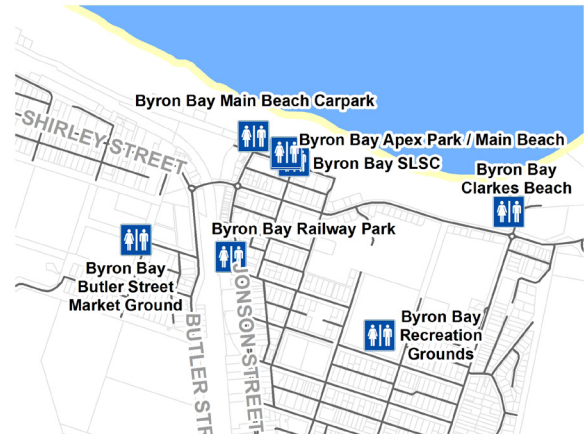 Byron Bay Main Beach Carpark
SHIRLEY STREET
Byron Bay Apex Park / Main Beach
Byron Bay SLSC
Byron Bay
Clarkes Beach
Byron Bay Railway Park
Byron Bay
Butler Street
Market Ground
JONSON STREET
BUTLER STR
Byron Bay
Recreation
Grounds